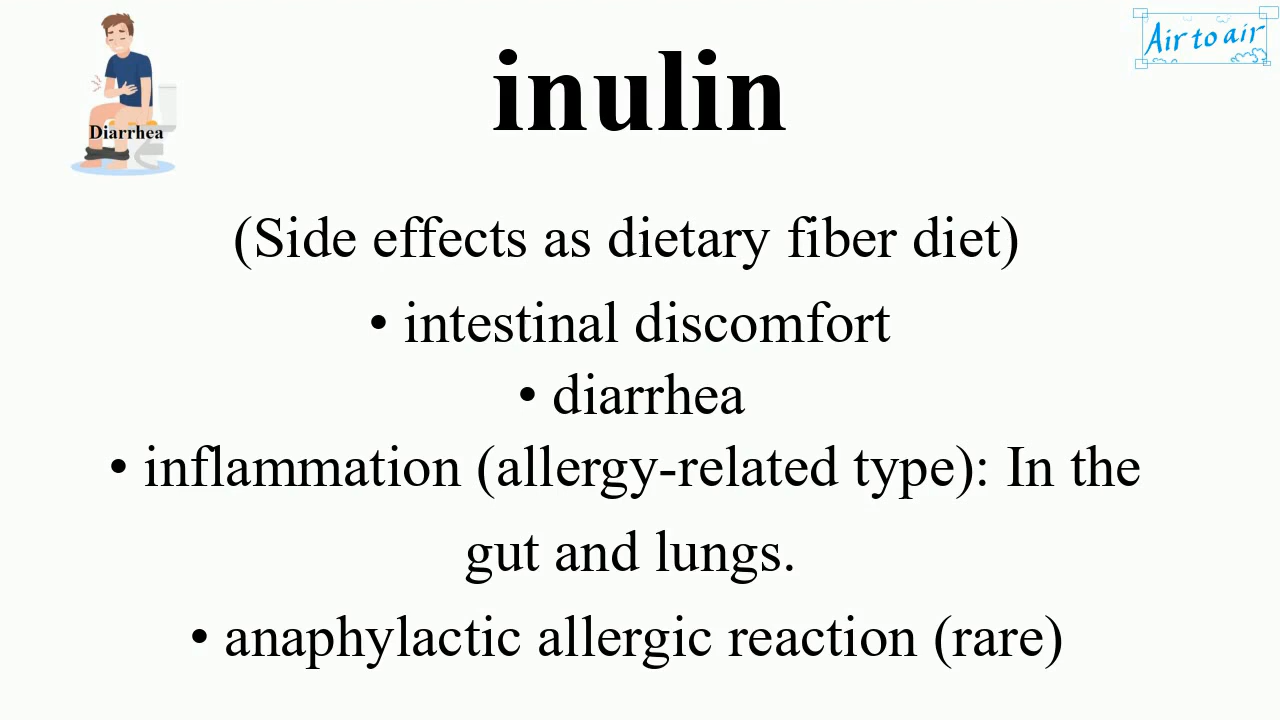 Air to air
inulin
Diarrhea
(Side effects as dietary fiber diet)
• intestinal discomfort
• diarrhea
• inflammation (allergy-related type): In the
gut and lungs.
• anaphylactic allergic reaction (rare)